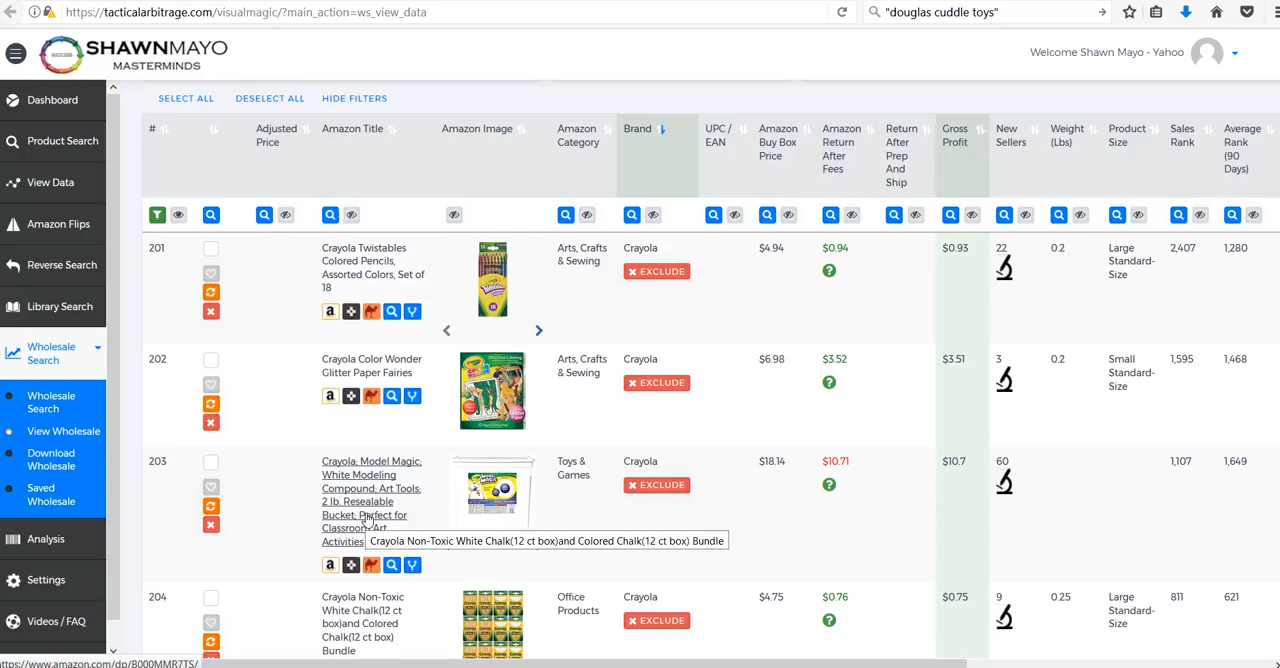 https://tacticalarbitrage.com/visualmagic/?main_action=ws_view_data
"douglas cuddle toys"
SUCCESS
SHAWNMAYO
MASTERMINDS
Welcome Shawn Mayo - Yahoo
Dashboard
Product Search
View Data
Amazon Flips
Reverse Search
Library Search
Wholesale
Search
Wholesale
Search
View Wholesale
Download
Wholesale
Saved
Wholesale
Analysis
Settings
Videos / FAQ
SELECT ALL DESELECT ALL HIDE FILTERS
#
Adjusted
Price
Amazon Title
Amazon Image
Amazon
Category
Brand
UPC /
EAN
Amazon
Buy Box
Price
Amazon
Return
After
Fees
Return
After
Prep
And
Ship
Gross
Profit
New
Sellers
Weight
(Lbs)
Product
Size
Sales
Rank
Average
Rank
(90
Days)
201
Crayola Twistables
Colored Pencils,
Assorted Colors, Set of
18
Arts, Crafts
& Sewing
Crayola
EXCLUDE
$4.94
$0.94
$0.93
22
0.2
Large
Standard-
Size
2,407
1,280
202
Crayola Color Wonder
Glitter Paper Fairies
Arts, Crafts
& Sewing
Crayola
EXCLUDE
$6.98
$3.52
$3.51
3
0.2
Small
Standard-
Size
1,595
1,468
203
Crayola; Model Magic;
White Modeling
Compound; Art Tools;
2 lb. Resealable
Bucket; Perfect for
Classroom Art
Activities
Toys &
Games
Crayola
EXCLUDE
$18.14
$10.71
$10.7
60
1,107
1,649
Crayola Non-Toxic White Chalk(12 ct box)and Colored Chalk(12 ct box) Bundle
204
Crayola Non-Toxic
White Chalk(12 ct
box)and Colored
Chalk(12 ct box)
Bundle
Office
Products
Crayola
EXCLUDE
$4.75
$0.76
$0.75
9
0.25
Large
Standard-
Size
811
621
https://www.amazon.com/dp/B000MMR7TS/